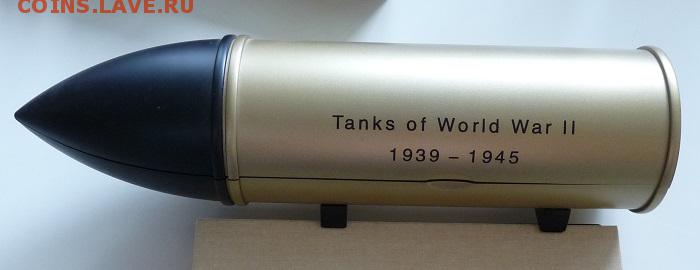 COINS.LAVE.RU
Tanks of World War II
1939 – 1945